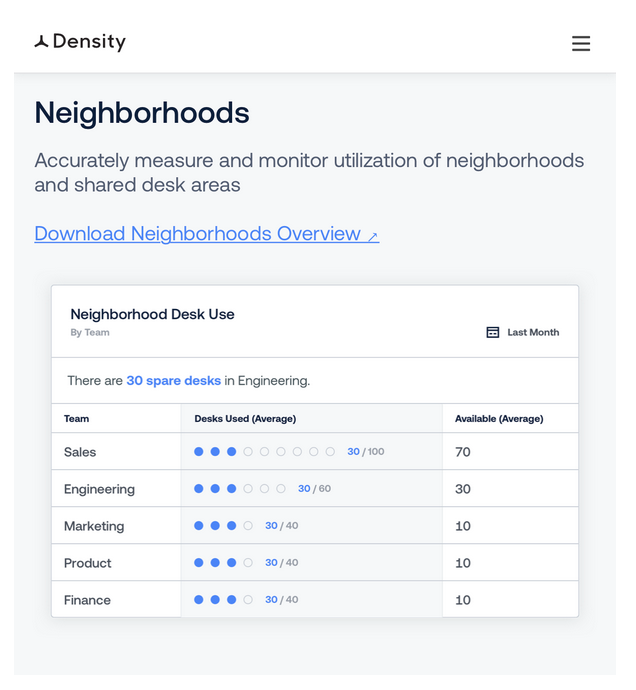 Density
Neighborhoods
Accurately measure and monitor utilization of neighborhoods
and shared desk areas
Download Neighborhoods Overview ↗
Neighborhood Desk Use
By Team
Last Month
There are 30 spare desks in Engineering.
Team Desks Used (Average) Available (Average)
Sales 30 / 100 70
Engineering 30 / 60 30
Marketing 30 / 40 10
Product 30 / 40 10
Finance 30 / 40 10